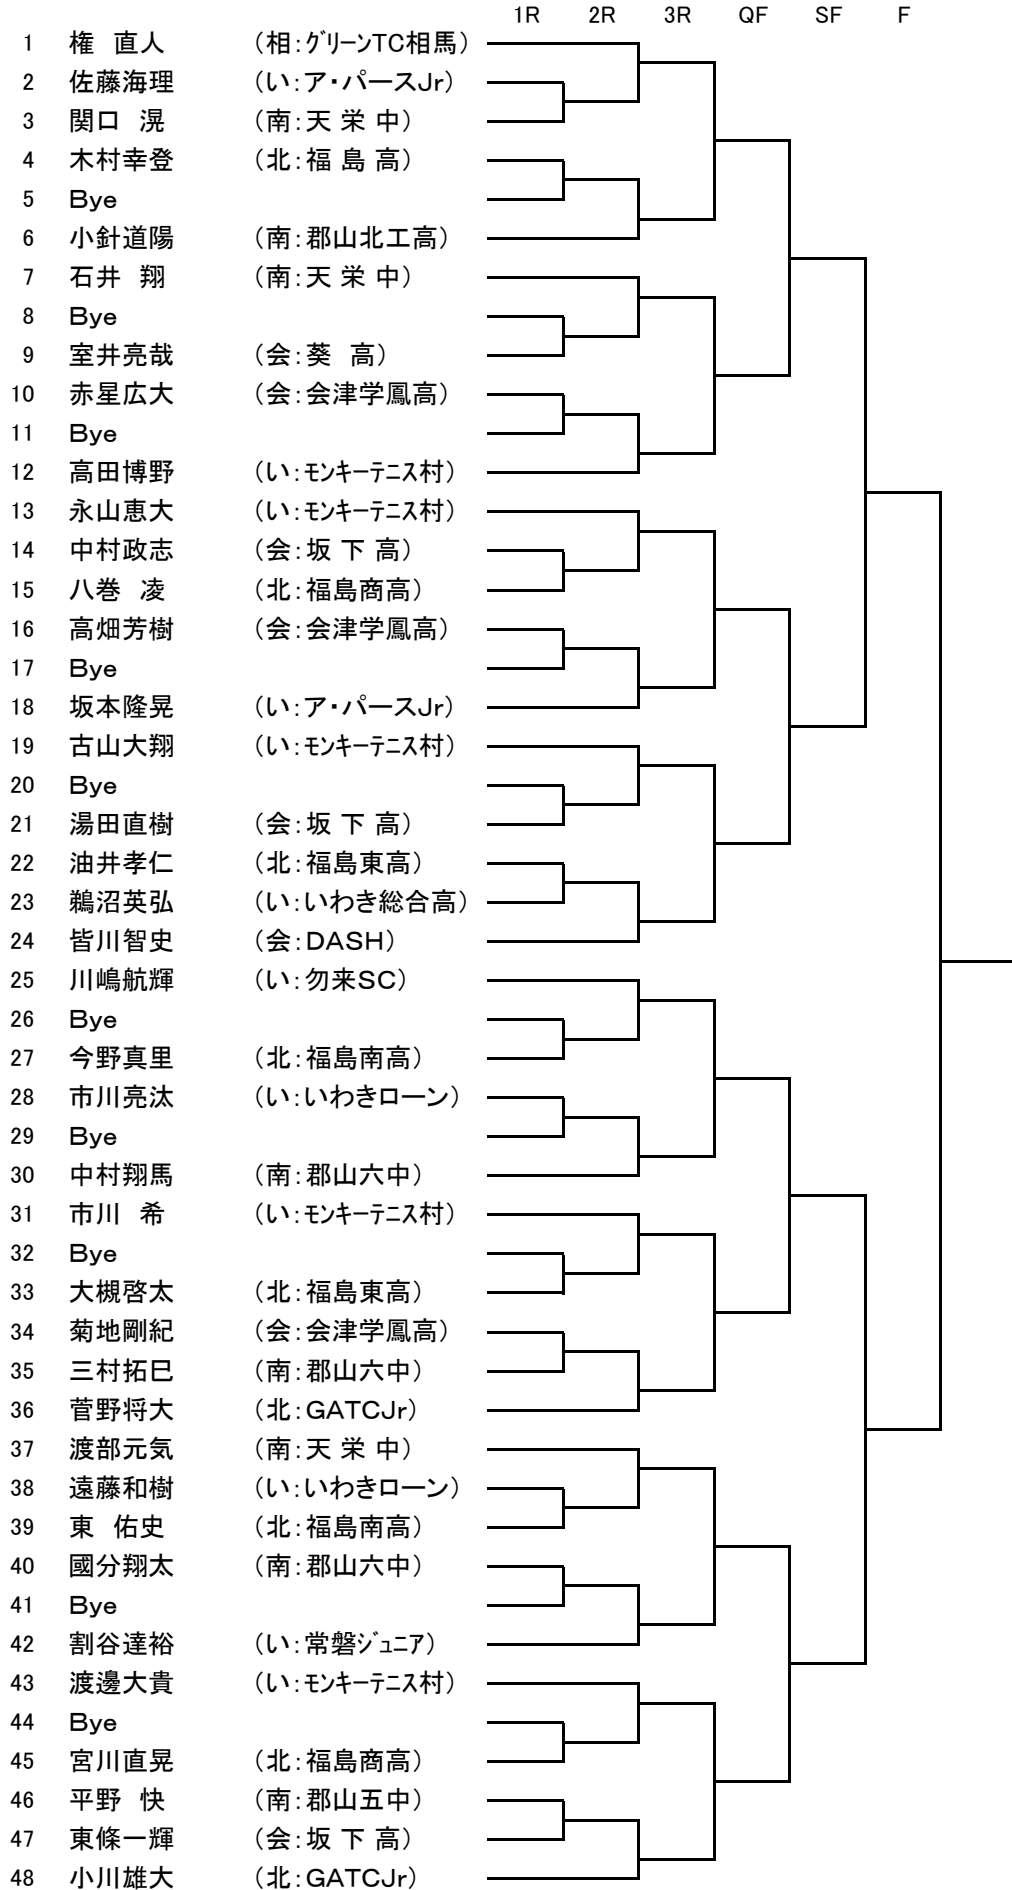 1R 2R 3R QF SF F
1 権 直人 (相:グリーンTC相馬)
2 佐藤海理 (い:ア・パースJr)
3 関口 滉 (南:天 栄 中)
4 木村幸登 (北:福 島 高)
5 Bye
6 小針道陽 (南:郡山北工高)
7 石井 翔 (南:天 栄 中)
8 Bye
9 室井亮哉 (会:葵 高)
10 赤星広大 (会:会津学鳳高)
11 Bye
12 高田博野 (い:モンキーテニス村)
13 永山恵大 (い:モンキーテニス村)
14 中村政志 (会:坂 下 高)
15 八巻 凌 (北:福島商高)
16 高畑芳樹 (会:会津学鳳高)
17 Bye
18 坂本隆晃 (い:ア・パースJr)
19 古山大翔 (い:モンキーテニス村)
20 Bye
21 湯田直樹 (会:坂 下 高)
22 油井孝仁 (北:福島東高)
23 鵜沼英弘 (い:いわき総合高)
24 皆川智史 (会:DASH)
25 川嶋航輝 (い:勿来SC)
26 Bye
27 今野真里 (北:福島南高)
28 市川亮汰 (い:いわきローン)
29 Bye
30 中村翔馬 (南:郡山六中)
31 市川 希 (い:モンキーテニス村)
32 Bye
33 大槻啓太 (北:福島東高)
34 菊地剛紀 (会:会津学鳳高)
35 三村拓巳 (南:郡山六中)
36 菅野将大 (北:GATCJr)
37 渡部元気 (南:天 栄 中)
38 遠藤和樹 (い:いわきローン)
39 東 佑史 (北:福島南高)
40 國分翔太 (南:郡山六中)
41 Bye
42 割谷達裕 (い:常磐ジュニア)
43 渡邊大貴 (い:モンキーテニス村)
44 Bye
45 宮川直晃 (北:福島商高)
46 平野 快 (南:郡山五中)
47 東條一輝 (会:坂 下 高)
48 小川雄大 (北:GATCJr)